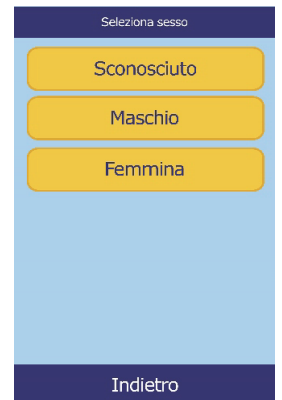 Seleziona sesso
Sconosciuto
Maschio
Femmina
Indietro